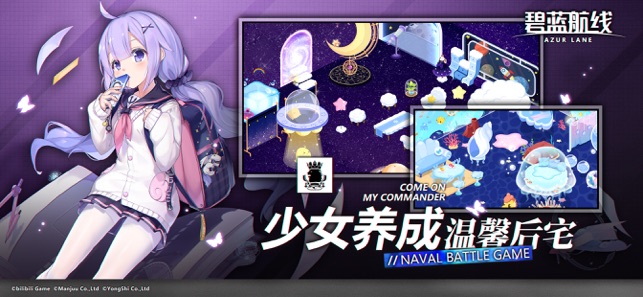 碧蓝航线
AZUR LANE
COME ON
MY COMMANDER
少女养成温馨后宅
//NAVAL BATTLE GAME
©bilibili Game ©Manjuu Co.,Ltd ©YongShi Co.,Ltd